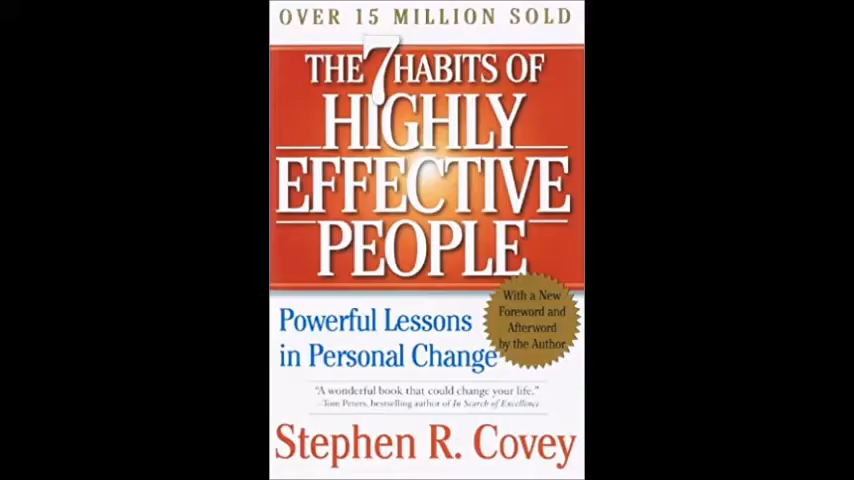 OVER 15 MILLION SOLD
THE 7 HABITS OF
HIGHLY
EFFECTIVE
PEOPLE
Powerful Lessons
in Personal Change
With a New
Foreword and
Afterword
by the Author
"A wonderful book that could change your life."
—Tom Peters, bestselling author of In Search of Excellence
Stephen R. Covey